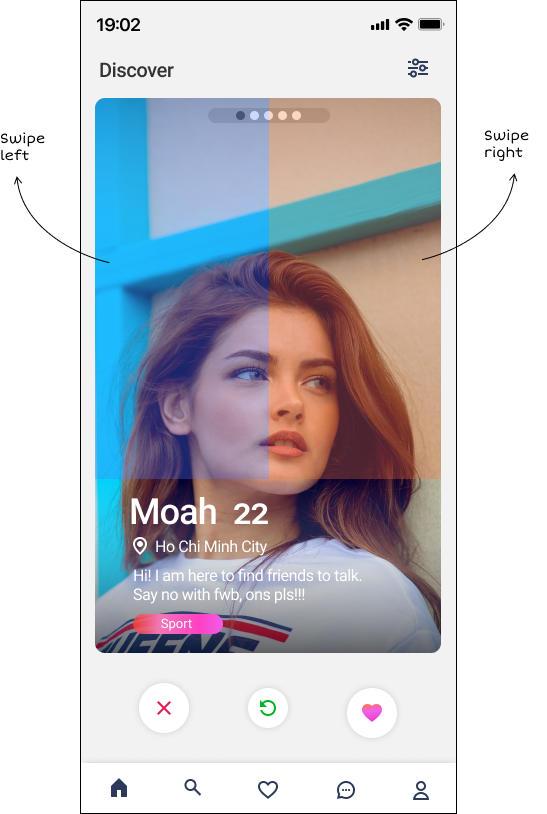 19:02
Discover
Swipe
left
Swipe
right
Moah 22
Ho Chi Minh City
Hi! I am here to find friends to talk.
Say no with fwb, ons pls!!!
Sport